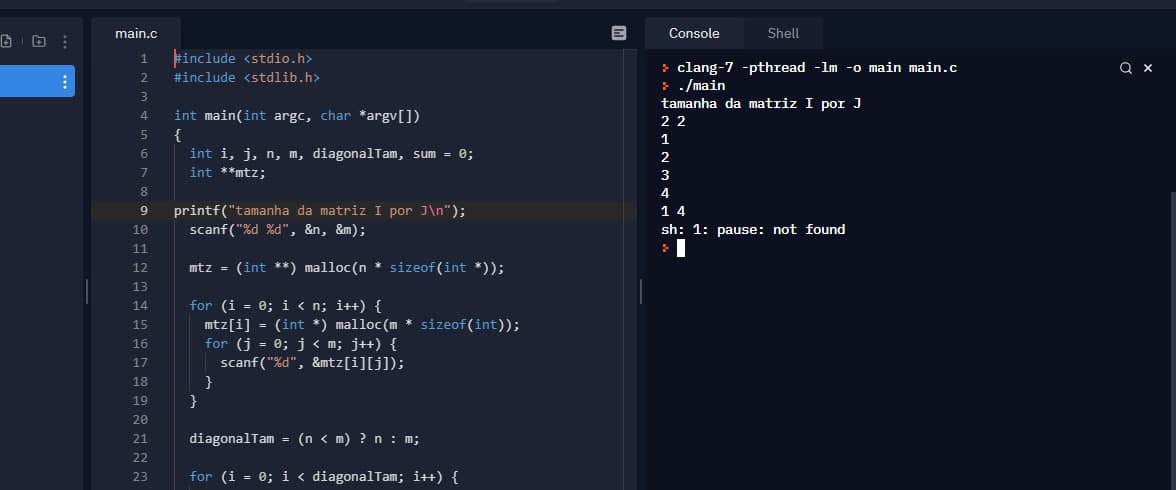 main.c
1 #include <stdio.h>
2 #include <stdlib.h>
3
4 int main(int argc, char *argv[])
5 {
6 int i, j, n, m, diagonalTam, sum = 0;
7 int **mtz;
8
9 printf("tamanha da matriz I por J\n");
10 scanf("%d %d", &n, &m);
11
12 mtz = (int **) malloc(n * sizeof(int *));
13
14 for (i = 0; i < n; i++) {
15 mtz[i] = (int *) malloc(m * sizeof(int));
16 for (j = 0; j < m; j++) {
17 scanf("%d", &mtz[i][j]);
18 }
19 }
20
21 diagonalTam = (n < m) ? n : m;
22
23 for (i = 0; i < diagonalTam; i++) {
Console Shell
clang-7 -pthread -lm -o main main.c
./main
tamanha da matriz I por J
2 2
1
2
3
4
1 4
sh: 1: pause: not found